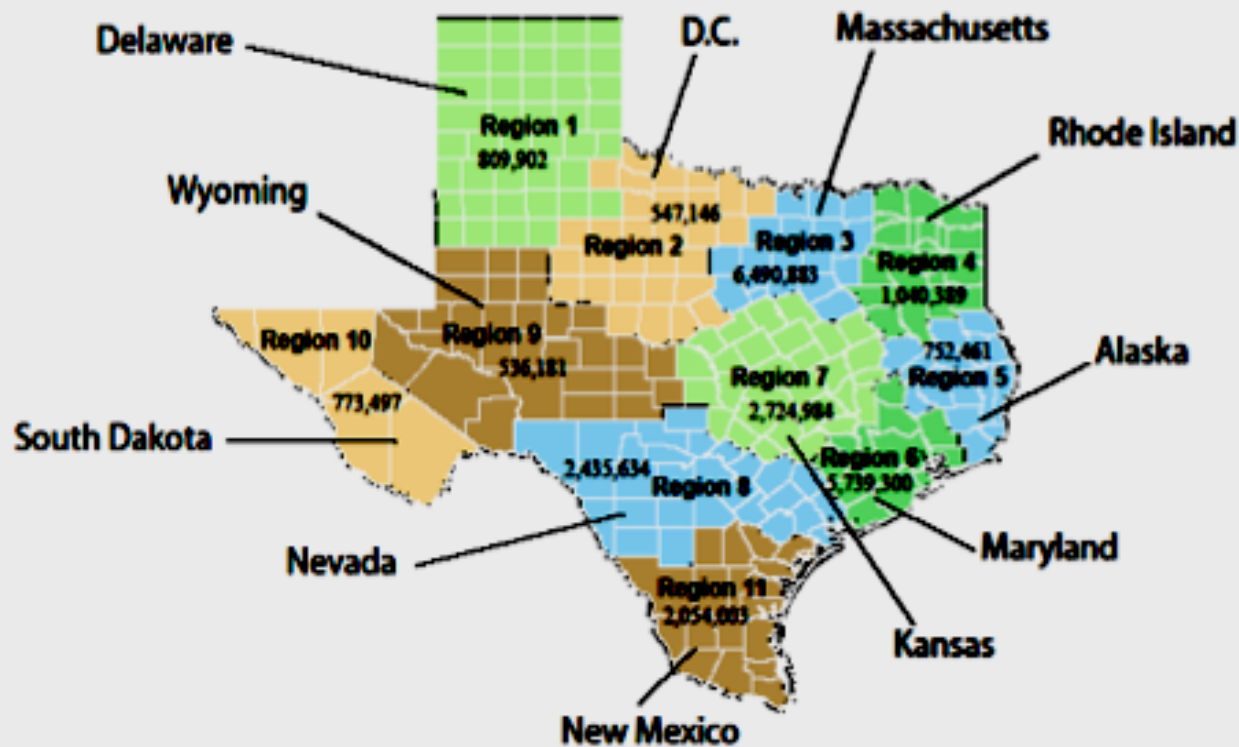 Delaware
D.C.
Massachusetts
Rhode Island
Wyoming
Region 1
809,902
547,146
Region 2
Region 3
6,490,883
Region 4
1,040,389
Region 10
Region 9
536,181
773,497
752,461
Region 5
Alaska
Region 7
2,724,984
South Dakota
2,435,634
Region 8
Region 6
5,739,300
Nevada
Maryland
Region 11
2,054,003
Kansas
New Mexico